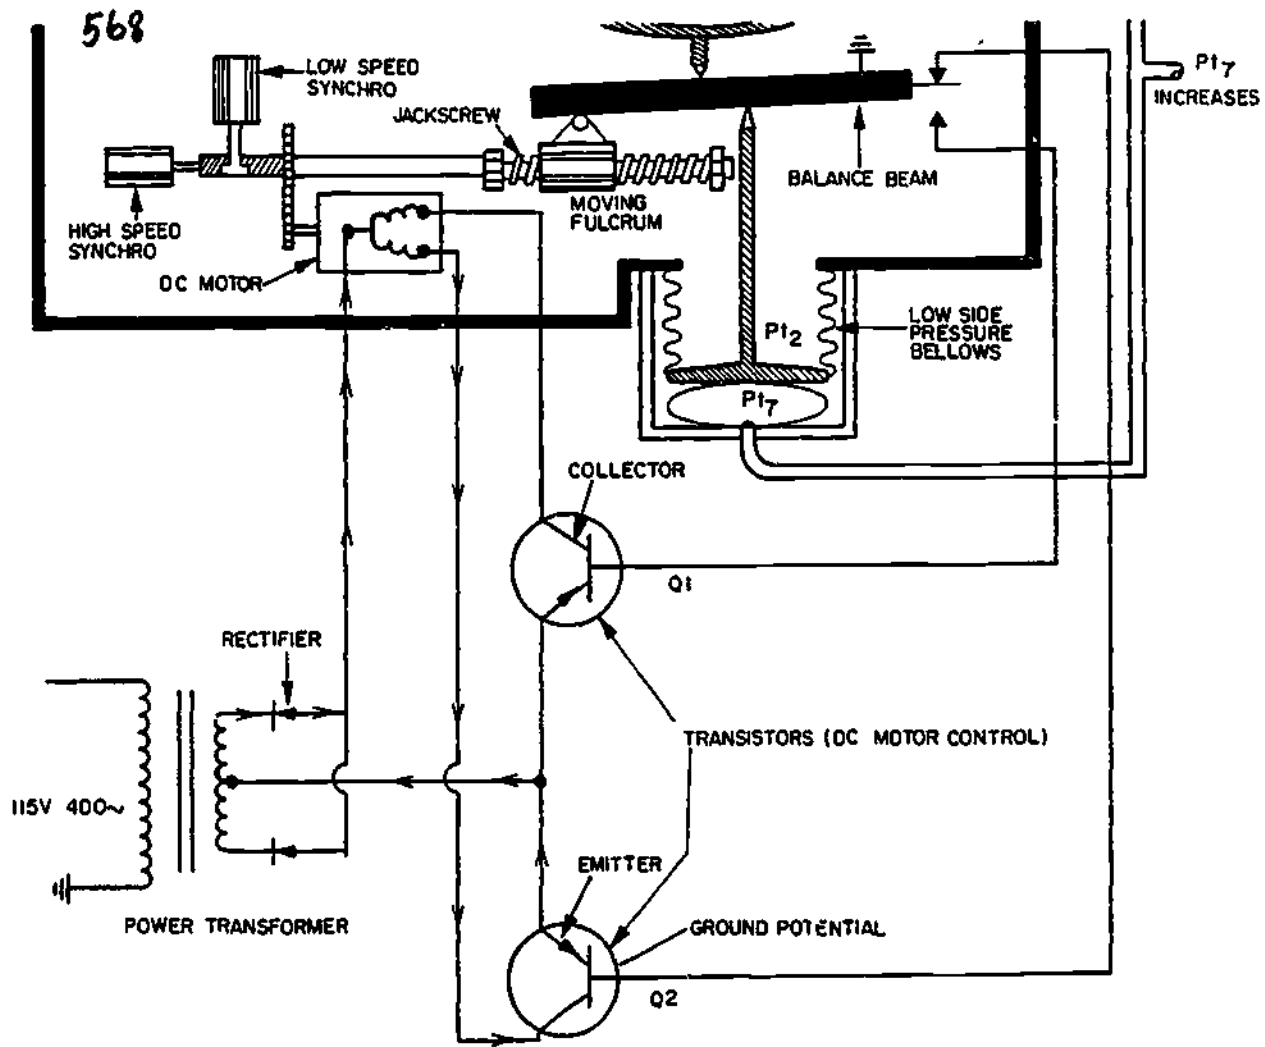 568
LOW SPEED
SYNCHRO
JACKSCREW
Pt7
INCREASES
BALANCE BEAM
MOVING
FULCRUM
HIGH SPEED
SYNCHRO
DC MOTOR
Pt2
LOW SIDE
PRESSURE
BELLOWS
Pt7
COLLECTOR
Q1
RECTIFIER
TRANSISTORS (DC MOTOR CONTROL)
115V 400~
EMITTER
POWER TRANSFORMER
GROUND POTENTIAL
Q2